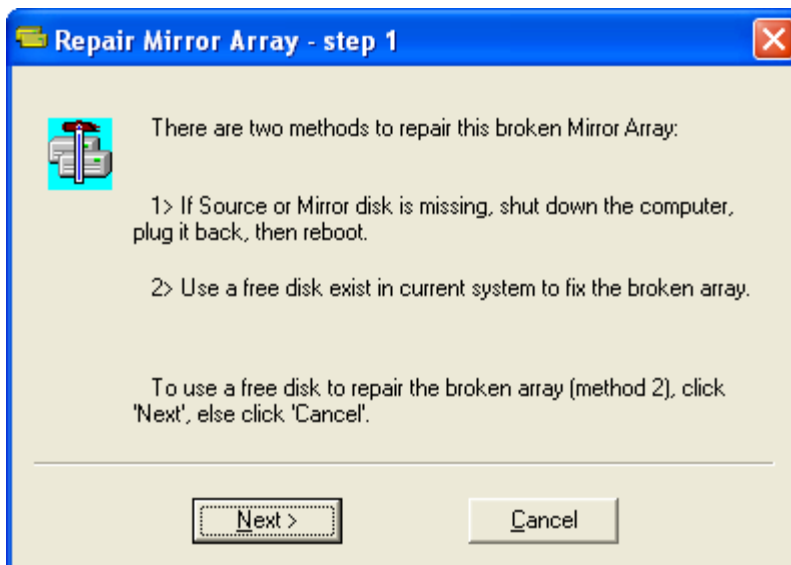 Repair Mirror Array - step 1
There are two methods to repair this broken Mirror Array:
1> If Source or Mirror disk is missing, shut down the computer,
plug it back, then reboot.
2> Use a free disk exist in current system to fix the broken array.
To use a free disk to repair the broken array (method 2), click
'Next', else click 'Cancel'.
Next >
Cancel